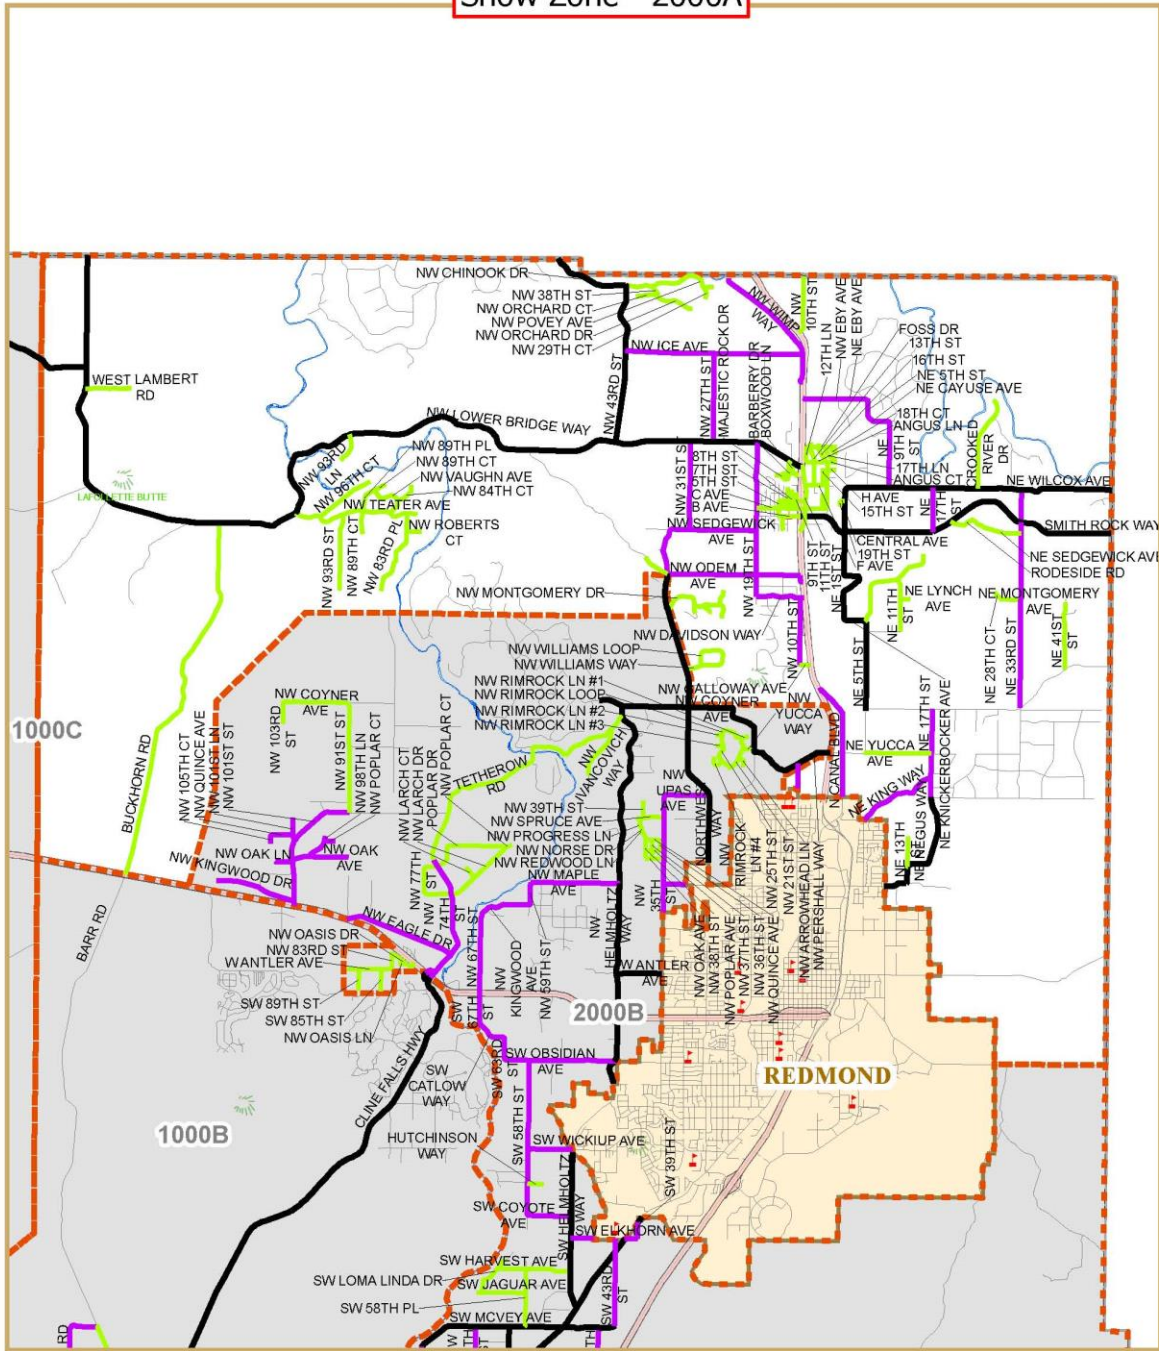 Snow Zone - 2000A
NW CHINOOK DR
NW 38TH ST
NW ORCHARD CT
NW POVEY AVE
NW ORCHARD DR
NW 29TH CT
NW WIMP
WAY
NW
10TH ST
12TH LN
NW EBY AVE
NE EBY AVE
FOSS DR
13TH ST
16TH ST
NE 5TH ST
NE CAYUSE AVE
NW ICE AVE
NW 43RD ST
NW 27TH ST
MAJESTIC ROCK DR
BARBERRY DR
BOXWOOD LN
WEST LAMBERT
RD
NW LOWER BRIDGE WAY
18TH CT
ANGUS LN
NE
9TH
ST
CROOKED
RIVER
DR
NW 93RD
LN
NW 96TH CT
NW 89TH PL
NW 89TH CT
NW VAUGHN AVE
NW 84TH CT
NW TEATER AVE
NW 31ST ST
8TH ST
7TH ST
5TH ST
C AVE
B AVE
17TH LN
ANGUS CT
NE WILCOX AVE
H AVE
15TH ST
NE
17TH
ST
SMITH ROCK WAY
LAFOLLETTE BUTTE
NW ROBERTS
CT
NW SEDGEWICK
AVE
CENTRAL AVE
19TH ST
F AVE
NE SEDGEWICK AVE
RODESIDE RD
NW 93RD ST
NW 89TH CT
NW 83RD PL
NW ODEM
AVE
NW 19TH ST
9TH ST
11TH ST
NE 1ST ST
NW MONTGOMERY DR
NE 11TH
ST
NE LYNCH
AVE
NE MONTGOMERY
AVE
NW DAVIDSON WAY
NW 10TH ST
NE 5TH ST
NE 28TH CT
NE 33RD ST
NE 41ST
ST
NW WILLIAMS LOOP
NW WILLIAMS WAY
NW RIMROCK LN #1
NW RIMROCK LOOP
NW RIMROCK LN #2
NW RIMROCK LN #3
NW GALLOWAY AVE
NW COYNER
AVE
NW
YUCCA
WAY
1000C
BUCKHORN RD
NW 105TH CT
NW QUINCE AVE
NW 101ST LN
NW 101ST ST
NW COYNER
AVE
NW 103RD
ST
NW 91ST ST
NW 98TH LN
NW POPLAR CT
NW LARCH CT
NW LARCH DR
POPLAR DR
NW POPLAR CT
TETHEROW
RD
NW
S IVANCOVICH
WAY
N CANAL BLVD
NE YUCCA
AVE
NE 17TH ST
NE KNICKERBOCKER AVE
NE KING WAY
NE NEGUS WAY
NE 13TH
ST
NW
UPAS
AVE
NORTHWEST
WAY
NW 39TH ST
NW SPRUCE AVE
NW PROGRESS LN
NW NORSE DR
NW REDWOOD LN
NW MAPLE
AVE
NW
35TH
ST
NW
RIMROCK
LN #4
NW 25TH ST
NW 21ST ST
NW ARROWHEAD LN
NW PERSHALL WAY
NW OAK AVE
NW 38TH ST
NW POPLAR AVE
NW 37TH ST
NW 36TH ST
NW QUINCE AVE
NW OAK LN
NW OAK
AVE
NW KINGWOOD DR
NW 77TH
ST
NW
74TH
ST
NW 67TH ST
NW EAGLE DR
BARR RD
NW OASIS DR
NW 83RD ST
W ANTLER AVE
SW 89TH ST
SW 85TH ST
NW OASIS LN
NW
KINGWOOD
AVE
NW 59TH ST
NW
HELMHOLTZ
WAY
W ANTLER
AVE
SW
67TH
ST
2000B
SW OBSIDIAN
AVE
SW 63RD
ST
SW
CATLOW
WAY
CLINE FALLS HWY
1000B
HUTCHINSON
WAY
SW 58TH ST
SW WICKIUP AVE
REDMOND
SW 39TH ST
SW COYOTE
AVE
SW HELMHOLTZ
WAY
SW ELKHORN AVE
SW HARVEST AVE
SW LOMA LINDA DR
SW JAGUAR AVE
SW 58TH PL
SW 43RD
ST
SW MCVEY AVE
RD
W
TH
ST
TH